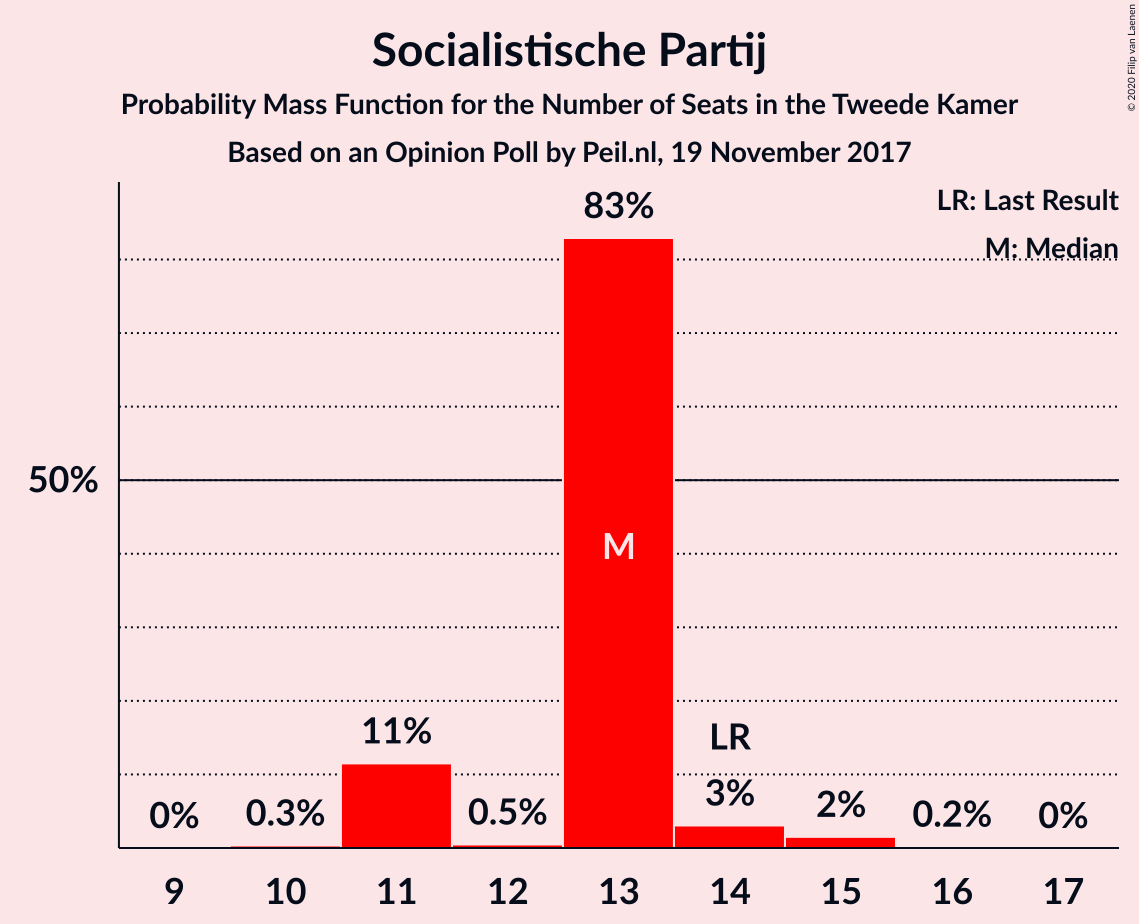 Socialistische Partij
Probability Mass Function for the Number of Seats in the Tweede Kamer
Based on an Opinion Poll by Peil.nl, 19 November 2017
© 2020 Filip van Laenen
LR: Last Result
M: Median
83%
50%
M
11%
LR
0%
0.3%
0.5%
3%
2%
0.2%
0%
9 10 11 12 13 14 15 16 17